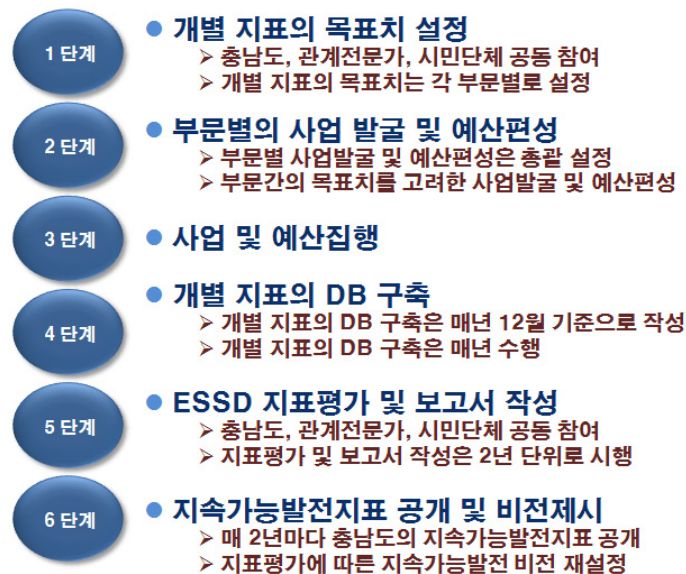 1 단계
● 개별 지표의 목표치 설정
➢ 충남도, 관계전문가, 시민단체 공동 참여
➢ 개별 지표의 목표치는 각 부문별로 설정
2 단계
● 부문별의 사업 발굴 및 예산편성
➢ 부문별 사업발굴 및 예산편성은 총괄 설정
➢ 부문간의 목표치를 고려한 사업발굴 및 예산편성
3 단계
● 사업 및 예산집행
4 단계
● 개별 지표의 DB 구축
➢ 개별 지표의 DB 구축은 매년 12월 기준으로 작성
➢ 개별 지표의 DB 구축은 매년 수행
5 단계
● ESSD 지표평가 및 보고서 작성
➢ 충남도, 관계전문가, 시민단체 공동 참여
➢ 지표평가 및 보고서 작성은 2년 단위로 시행
6 단계
● 지속가능발전지표 공개 및 비전제시
➢ 매 2년마다 충남도의 지속가능발전지표 공개
➢ 지표평가에 따른 지속가능발전 비전 재설정